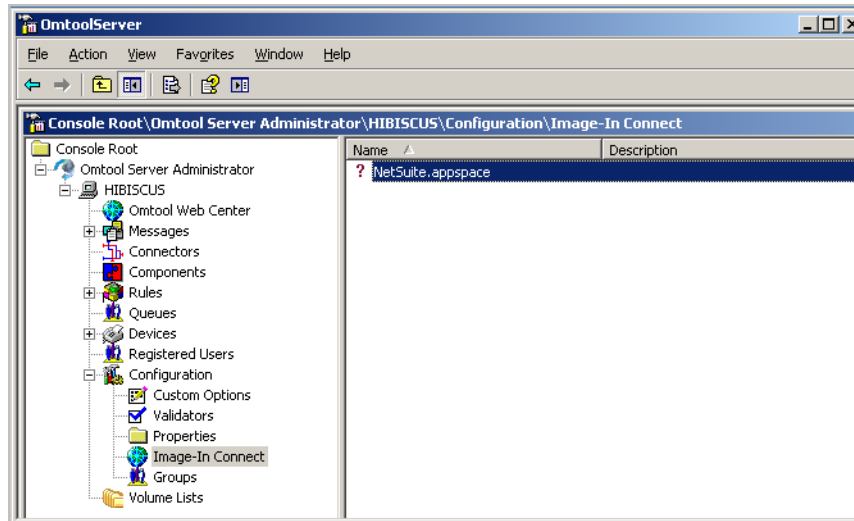 OmtoolServer
File Action View Favorites Window Help
Console Root\Omtool Server Administrator\HIBISCUS\Configuration\Image-In Connect
Console Root
Omtool Server Administrator
HIBISCUS
Omtool Web Center
Messages
Connectors
Components
Rules
Queues
Devices
Registered Users
Configuration
Custom Options
Validators
Properties
Image-In Connect
Groups
Volume Lists
Name Description
? NetSuite.appspace